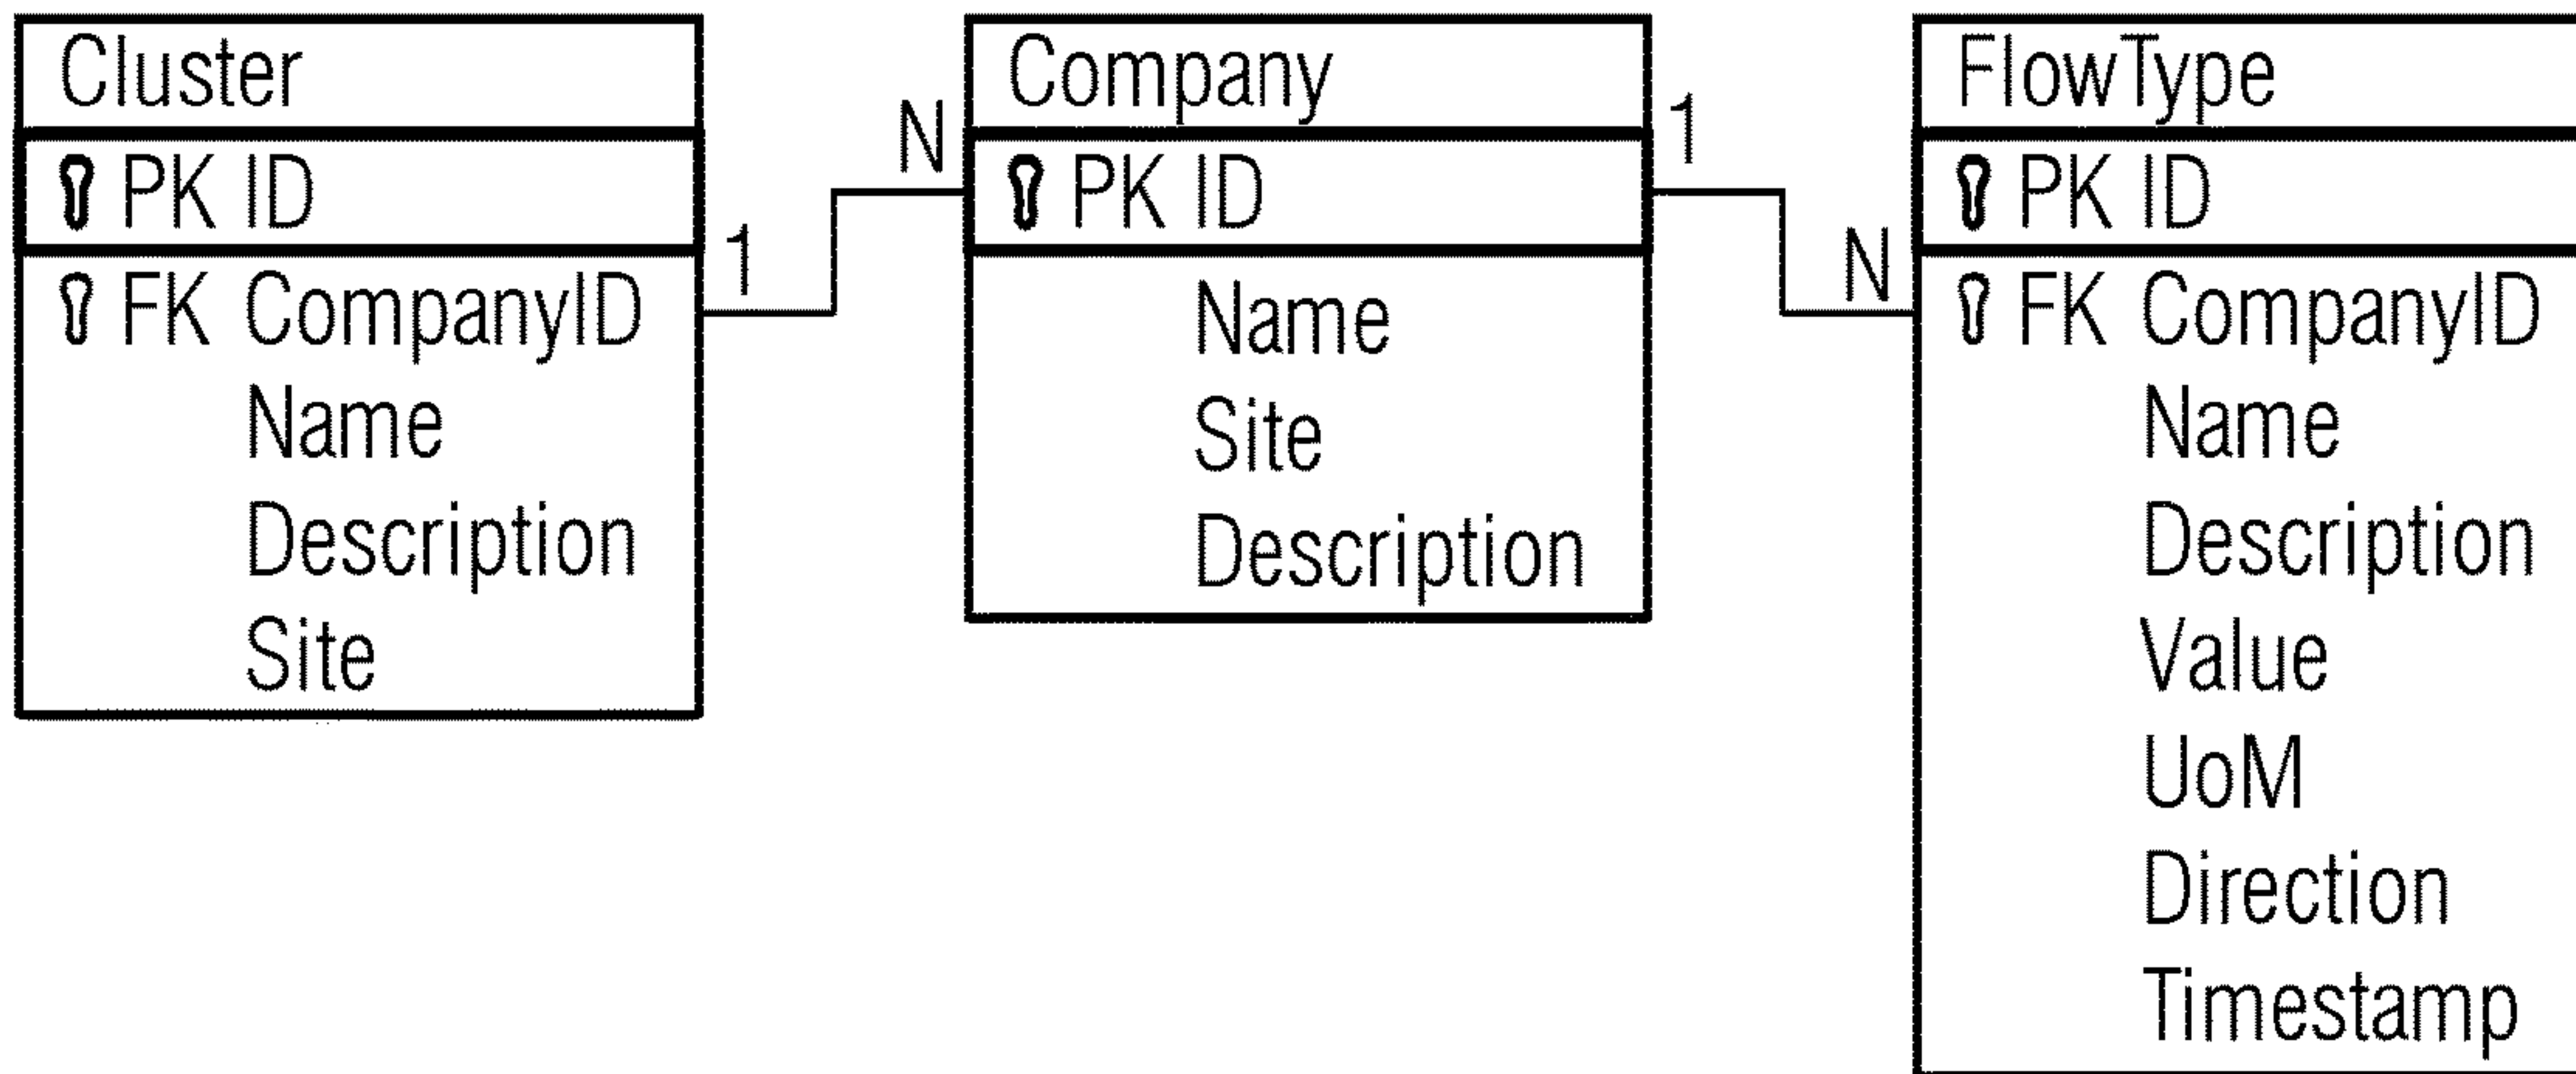 Cluster
PK ID
FK CompanyID
Name
Description
Site
1
N
Company
PK ID
Name
Site
Description
1
N
FlowType
PK ID
FK CompanyID
Name
Description
Value
UoM
Direction
Timestamp